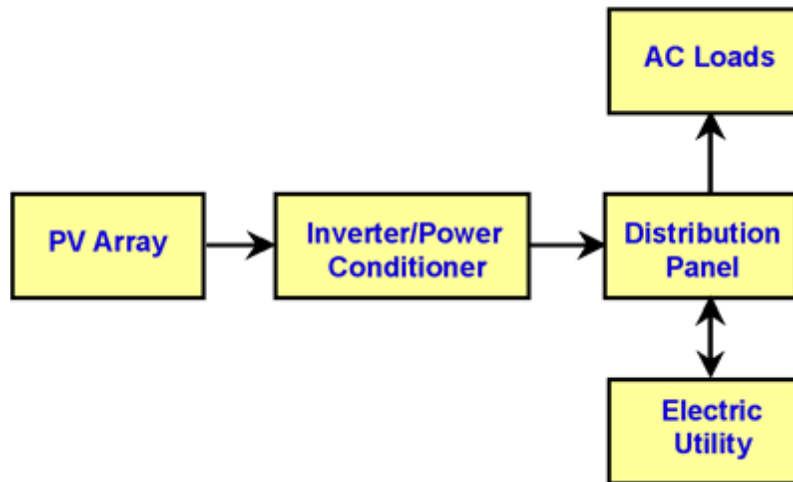 AC Loads
PV Array
Inverter/Power
Conditioner
Distribution
Panel
Electric
Utility